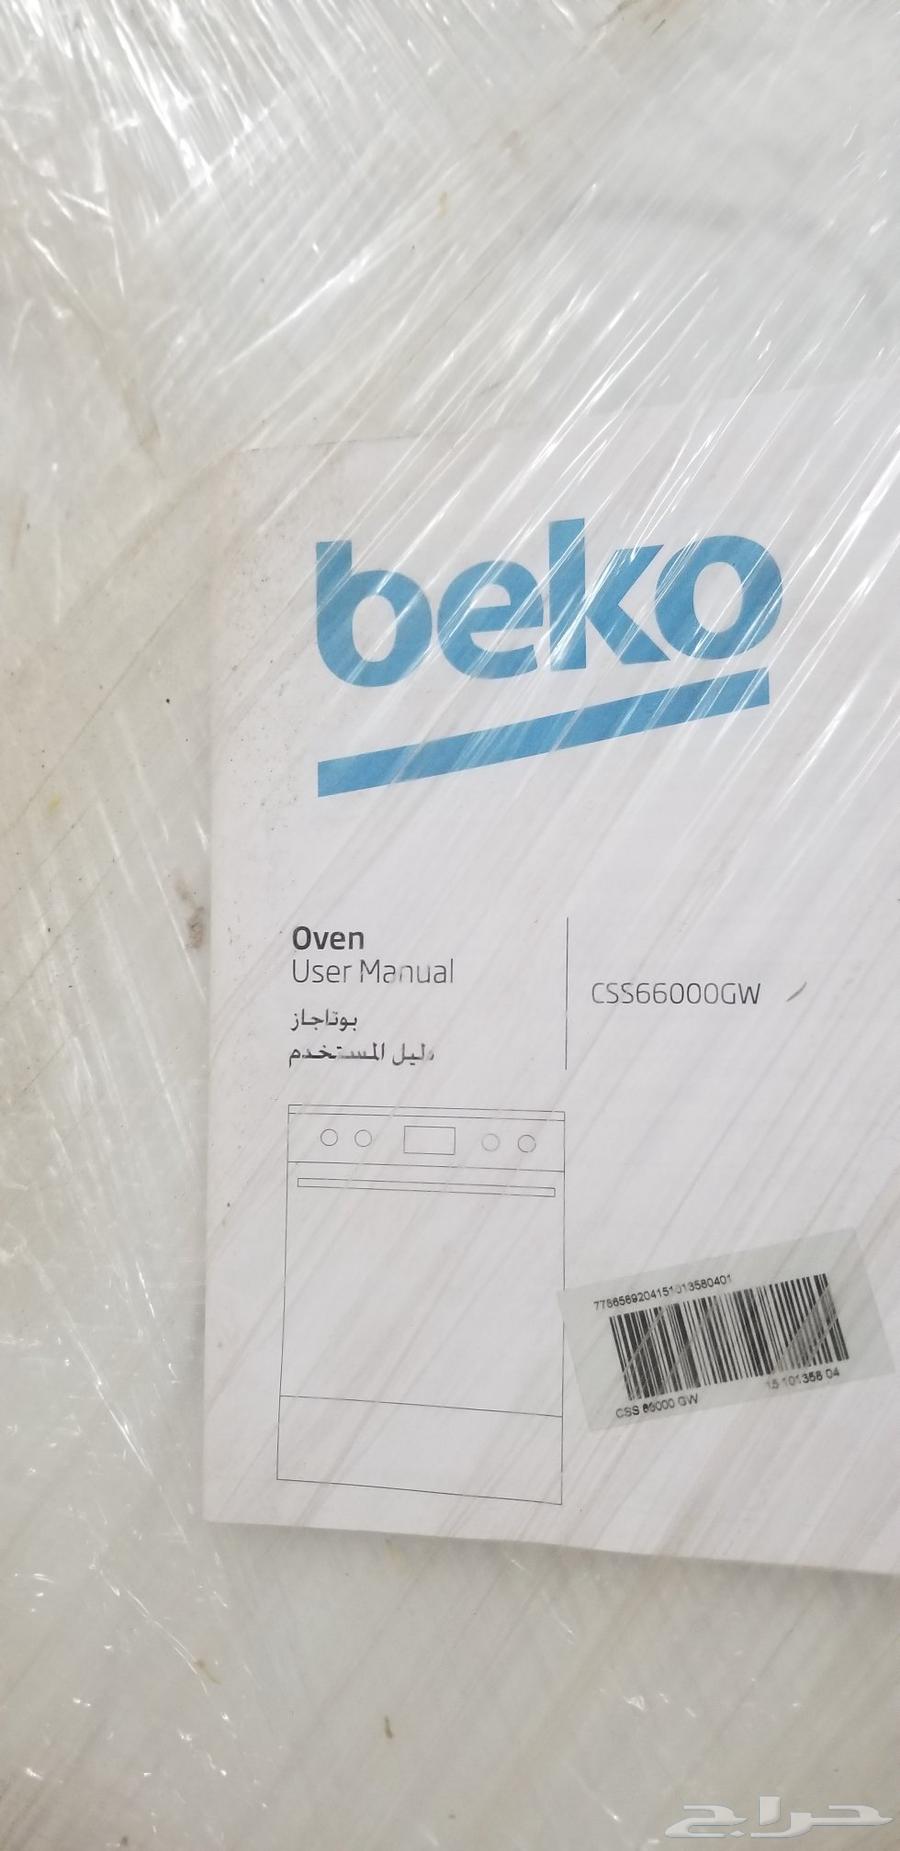 beko
Oven
User Manual
بوتاجاز
دليل المستخدم
CSS66000GW
7786569204151013580401
CSS 66000 GW
15 101358 04
حراج